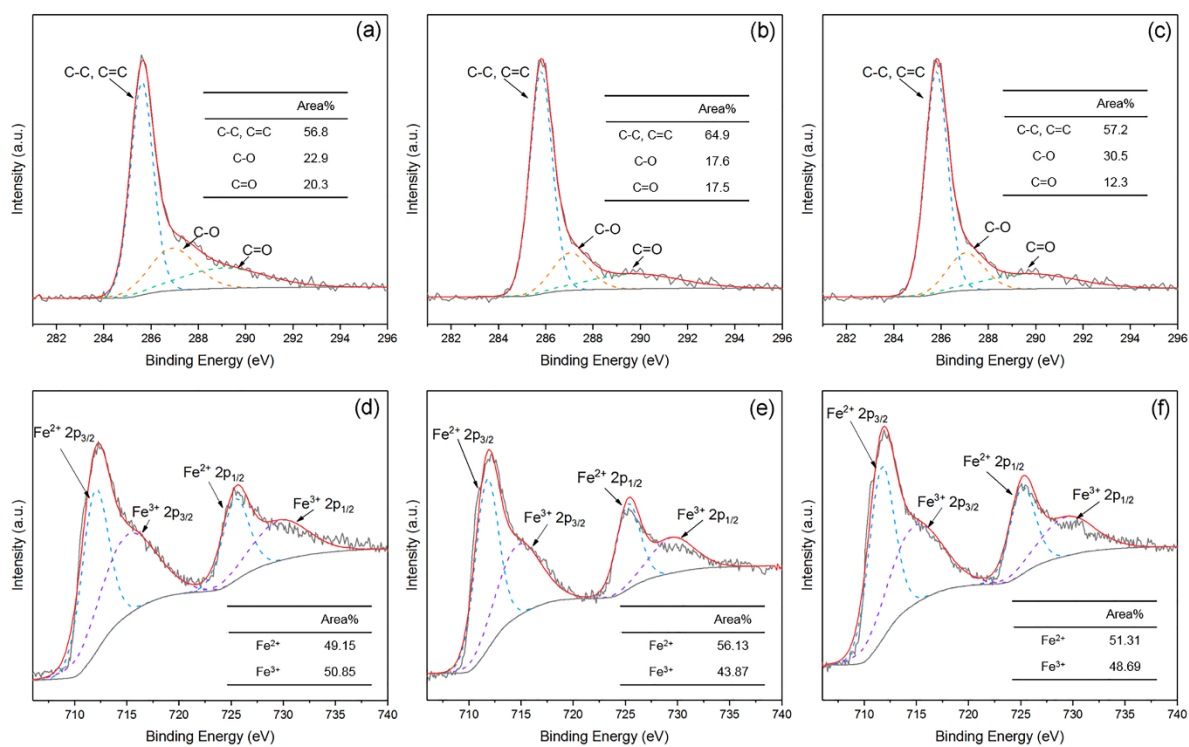 (a)
C-C, C=C
Area%
C-C, C=C 56.8
C-O 22.9
C=O 20.3
C-O
C=O
Intensity (a.u.)
282 284 286 288 290 292 294 296
Binding Energy (eV)
(b)
C-C, C=C
Area%
C-C, C=C 64.9
C-O 17.6
C=O 17.5
C-O
C=O
Intensity (a.u.)
282 284 286 288 290 292 294 296
Binding Energy (eV)
(c)
C-C, C=C
Area%
C-C, C=C 57.2
C-O 30.5
C=O 12.3
C-O
C=O
Intensity (a.u.)
282 284 286 288 290 292 294 296
Binding Energy (eV)
(d)
Fe²⁺ 2p₃/₂
Fe²⁺ 2p₁/₂
Fe³⁺ 2p₃/₂
Fe³⁺ 2p₁/₂
Area%
Fe²⁺ 49.15
Fe³⁺ 50.85
Intensity (a.u.)
710 715 720 725 730 735 740
Binding Energy (eV)
(e)
Fe²⁺ 2p₃/₂
Fe²⁺ 2p₁/₂
Fe³⁺ 2p₃/₂
Fe³⁺ 2p₁/₂
Area%
Fe²⁺ 56.13
Fe³⁺ 43.87
Intensity (a.u.)
710 715 720 725 730 735 740
Binding Energy (eV)
(f)
Fe²⁺ 2p₃/₂
Fe²⁺ 2p₁/₂
Fe³⁺ 2p₃/₂
Fe³⁺ 2p₁/₂
Area%
Fe²⁺ 51.31
Fe³⁺ 48.69
Intensity (a.u.)
710 715 720 725 730 735 740
Binding Energy (eV)